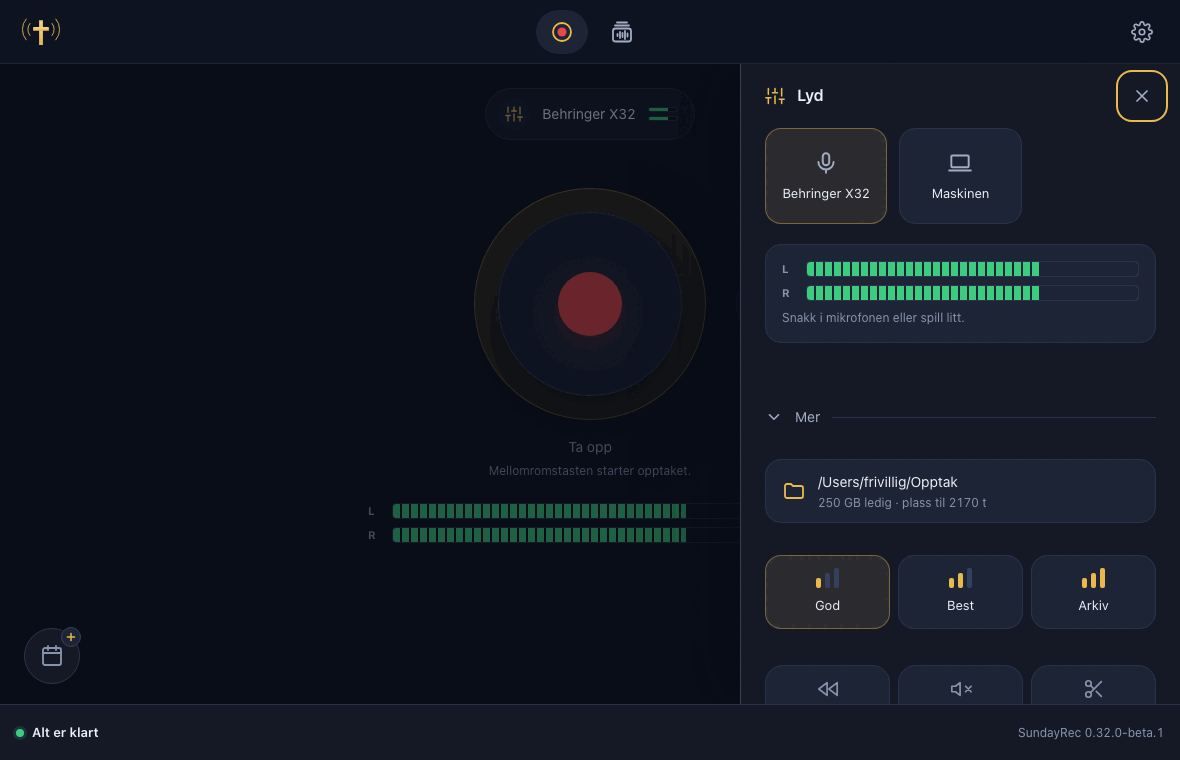 Behringer X32
Ta opp
Mellomromstasten starter opptaket.
L
R
Lyd
Behringer X32
Maskinen
L
R
Snakk i mikrofonen eller spill litt.
Mer
/Users/frivillig/Opptak
250 GB ledig · plass til 2170 t
God
Best
Arkiv
Alt er klart
SundayRec 0.32.0-beta.1